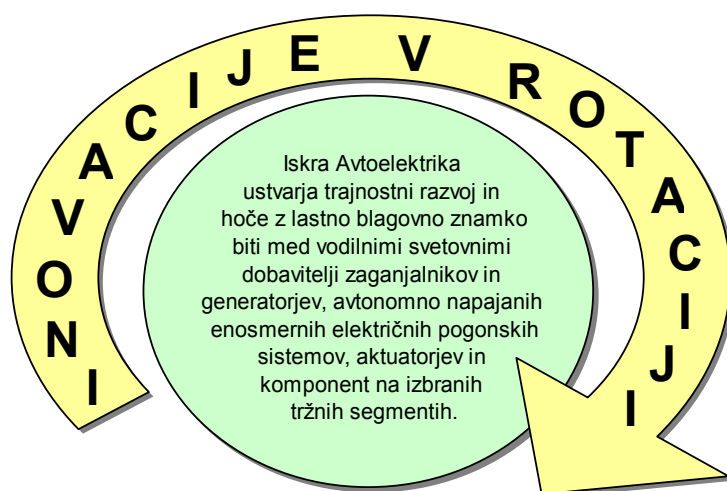 INOVACIJE V ROTACIJI
Iskra Avtoelektrika
ustvarja trajnostni razvoj in
hoče z lastno blagovno znamko
biti med vodilnimi svetovnimi
dobavitelji zaganjalnikov in
generatorjev, avtonomno napajanih
enosmernih električnih pogonskih
sistemov, aktuatorjev in
komponent na izbranih
tržnih segmentih.